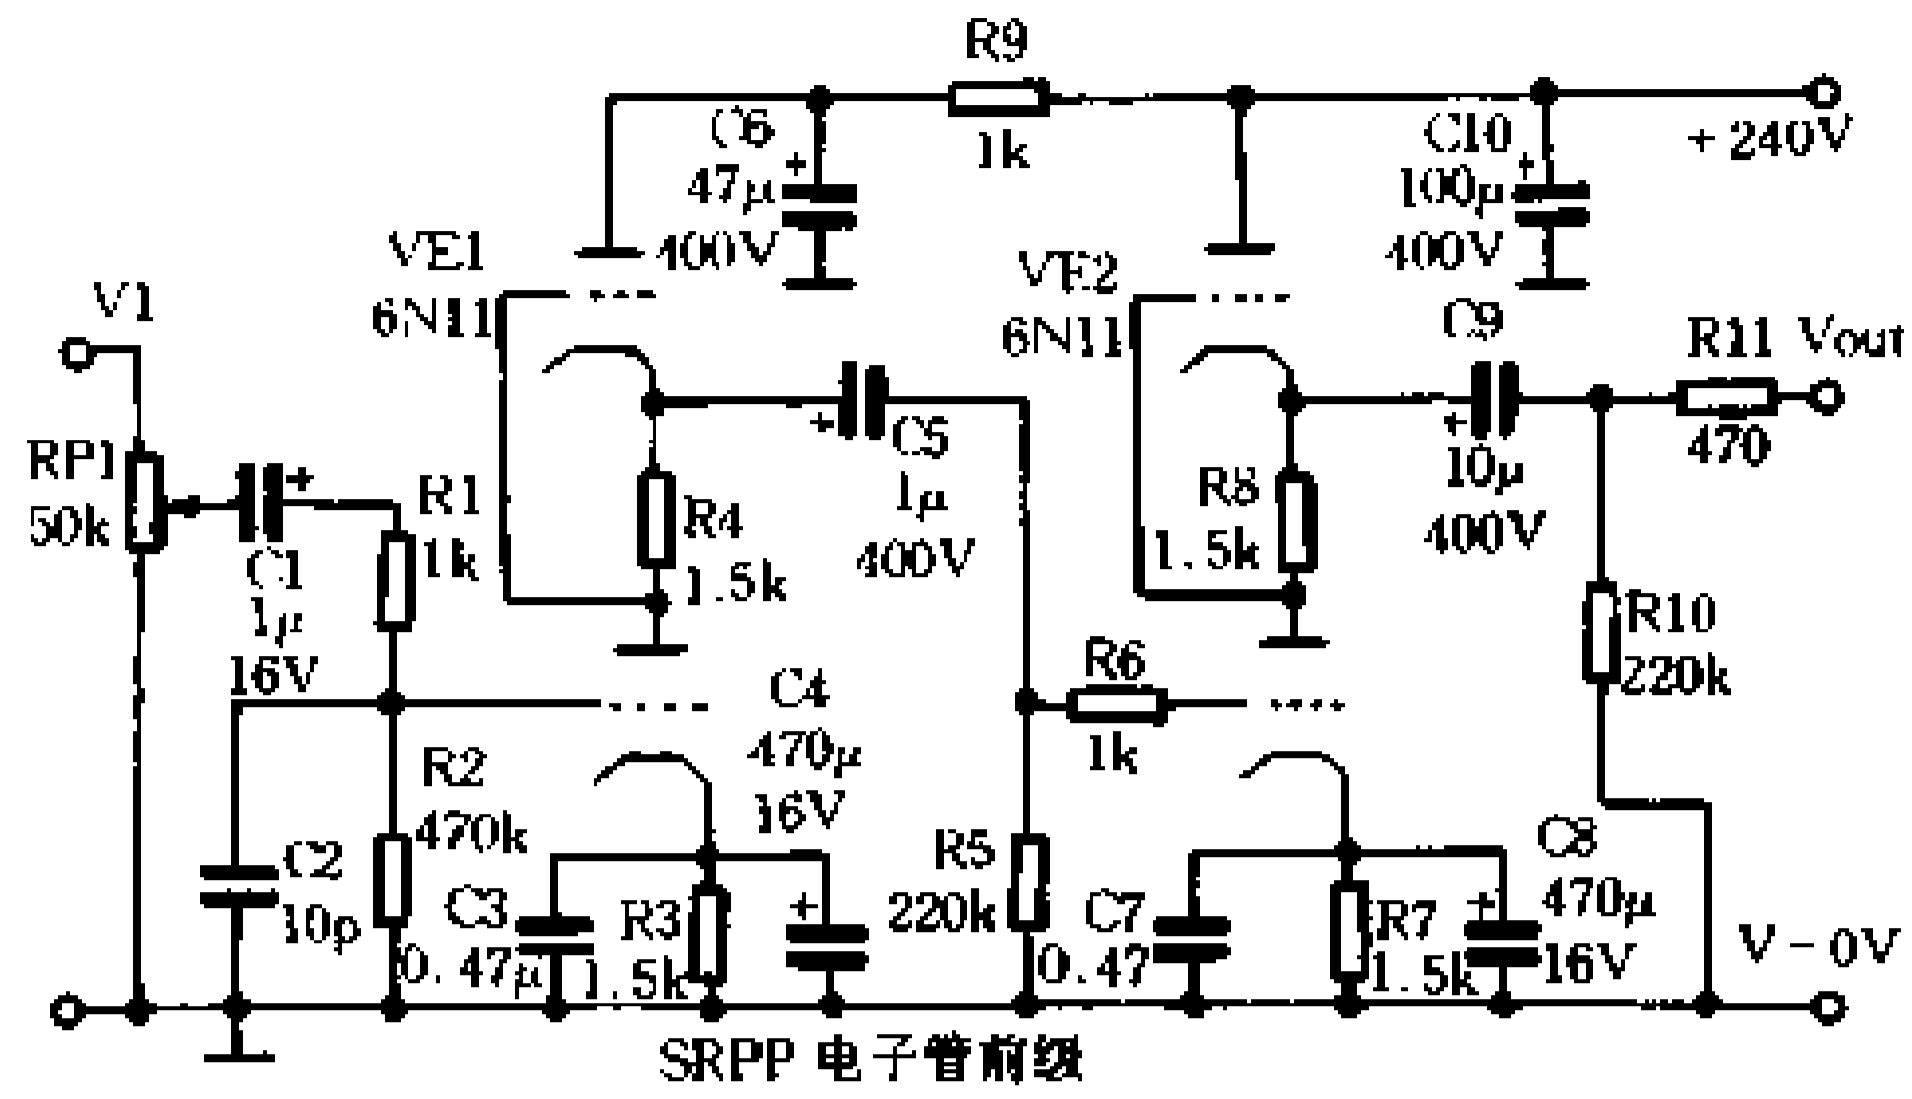 R9
1k
C6
47μ
400V
C10
100μ
400V
+240V
VE1
6N11
VE2
6N11
V1
C9
10μ
400V
R11 Vout
470
RP1
50k
C1
1μ
16V
R1
1k
R4
1.5k
C5
1μ
400V
R8
1.5k
R10
220k
R6
1k
C4
470μ
16V
R2
470k
C2
10p
C3
0.47μ
R3
1.5k
R5
220k
C7
0.47
R7
1.5k
C8
470μ
16V
V-0V
SRPP 电子管前级